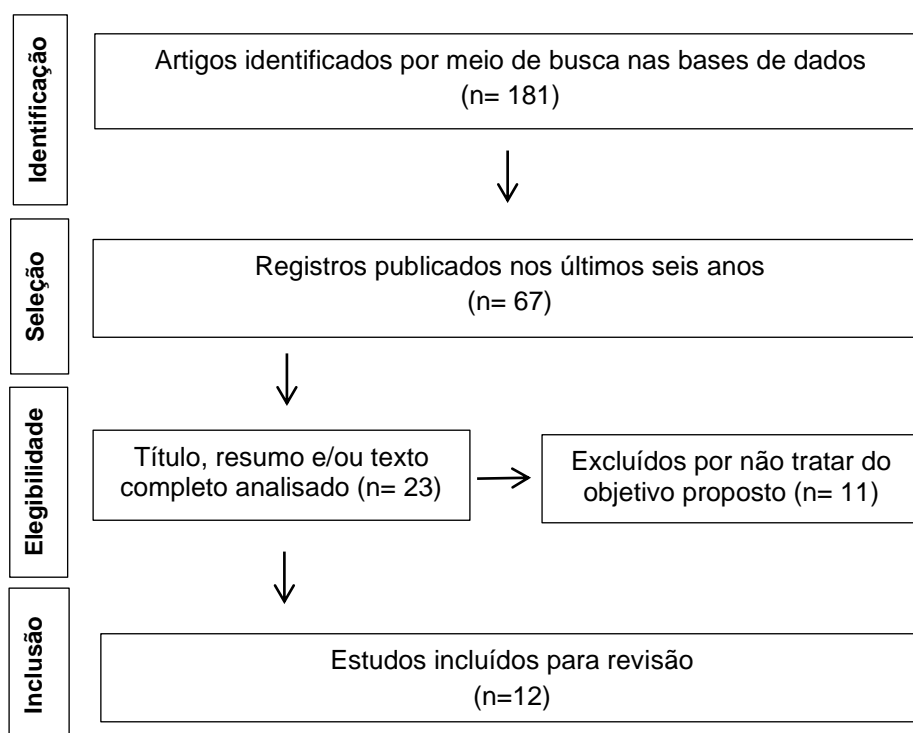 Identificação
Artigos identificados por meio de busca nas bases de dados
(n= 181)
Seleção
Registros publicados nos últimos seis anos
(n= 67)
Elegibilidade
Título, resumo e/ou texto
completo analisado (n= 23)
Excluídos por não tratar do
objetivo proposto (n= 11)
Inclusão
Estudos incluídos para revisão
(n=12)